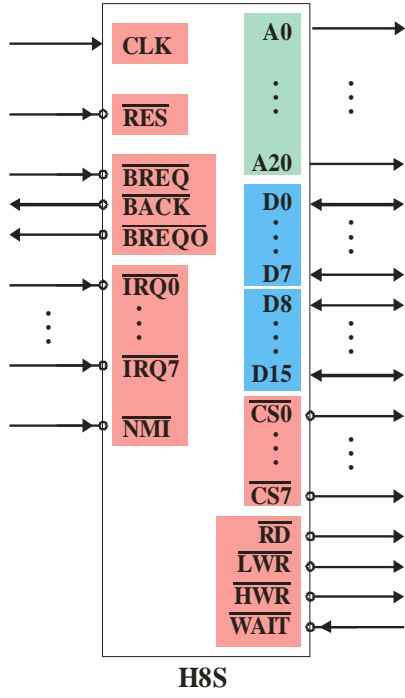 CLK
RES
BREQ
BACK
BREQO
IRQ0
IRQ7
NMI
A0
A20
D0
D7
D8
D15
CS0
CS7
RD
LWR
HWR
WAIT
H8S